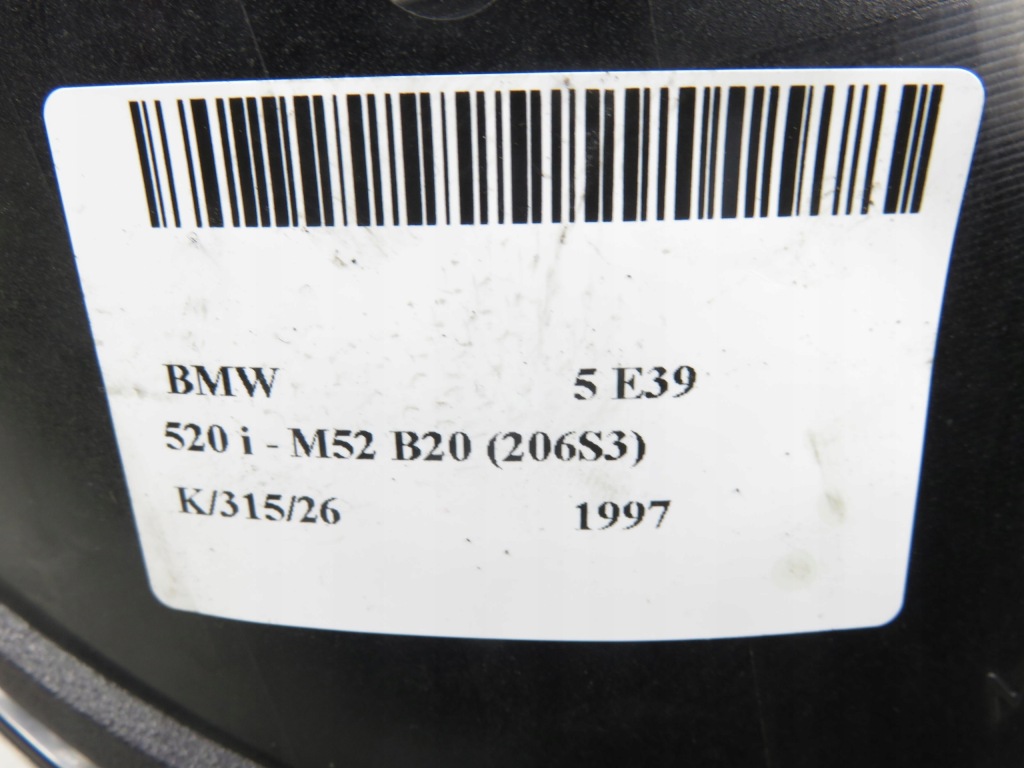 BMW 5 E39
520 i - M52 B20 (206S3)
K/315/26 1997